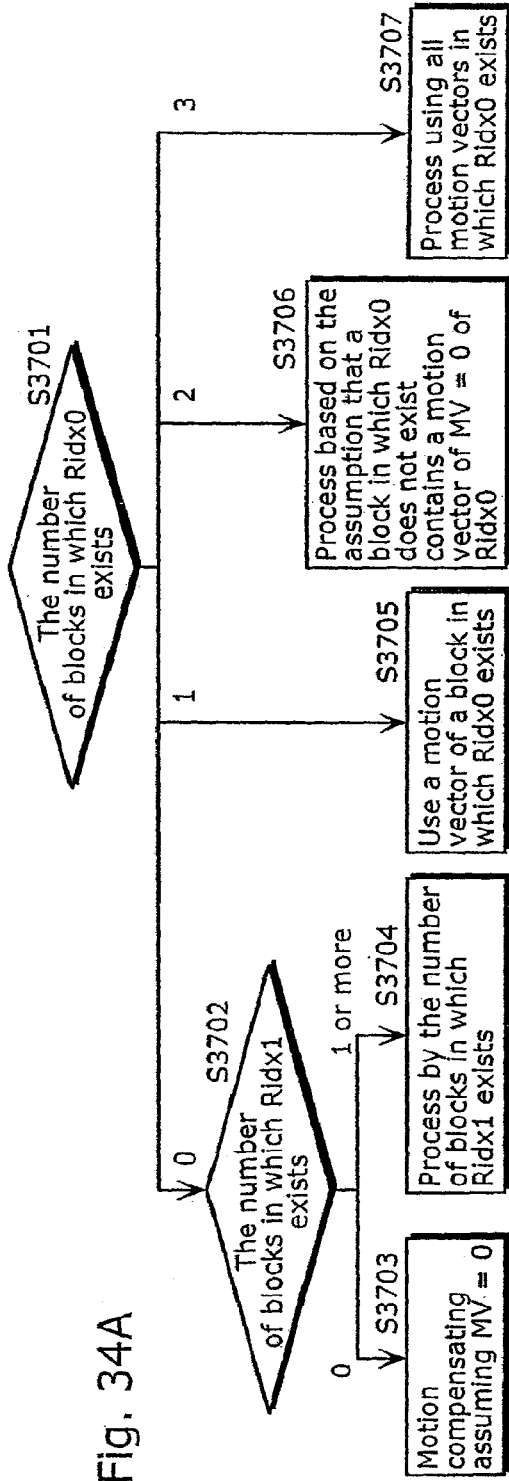 Fig. 34A
S3701
The number
of blocks in which Ridx0
exists
0
1
2
3
S3702
The number
of blocks in which Ridx1
exists
0
1 or more
S3703
Motion
compensating
assuming MV = 0
S3704
Process by the number
of blocks in which
Ridx1 exists
S3705
Use a motion
vector of a block in
which Ridx0 exists
S3706
Process based on the
assumption that a
block in which Ridx0
does not exist
contains a motion
vector of MV = 0 of
Ridx0
S3707
Process using all
motion vectors in
which Ridx0 exists